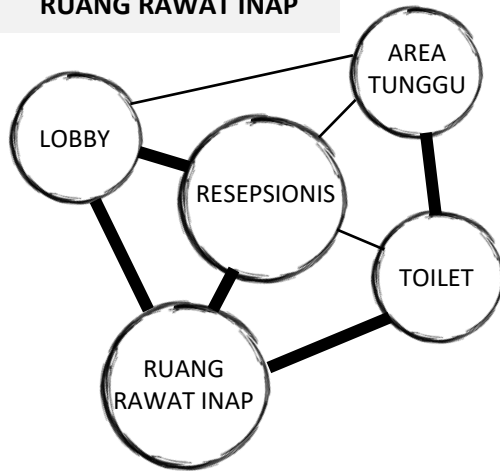 RUANG RAWAT INAP
AREA
TUNGGU
LOBBY
RESEPSIONIS
TOILET
RUANG
RAWAT INAP